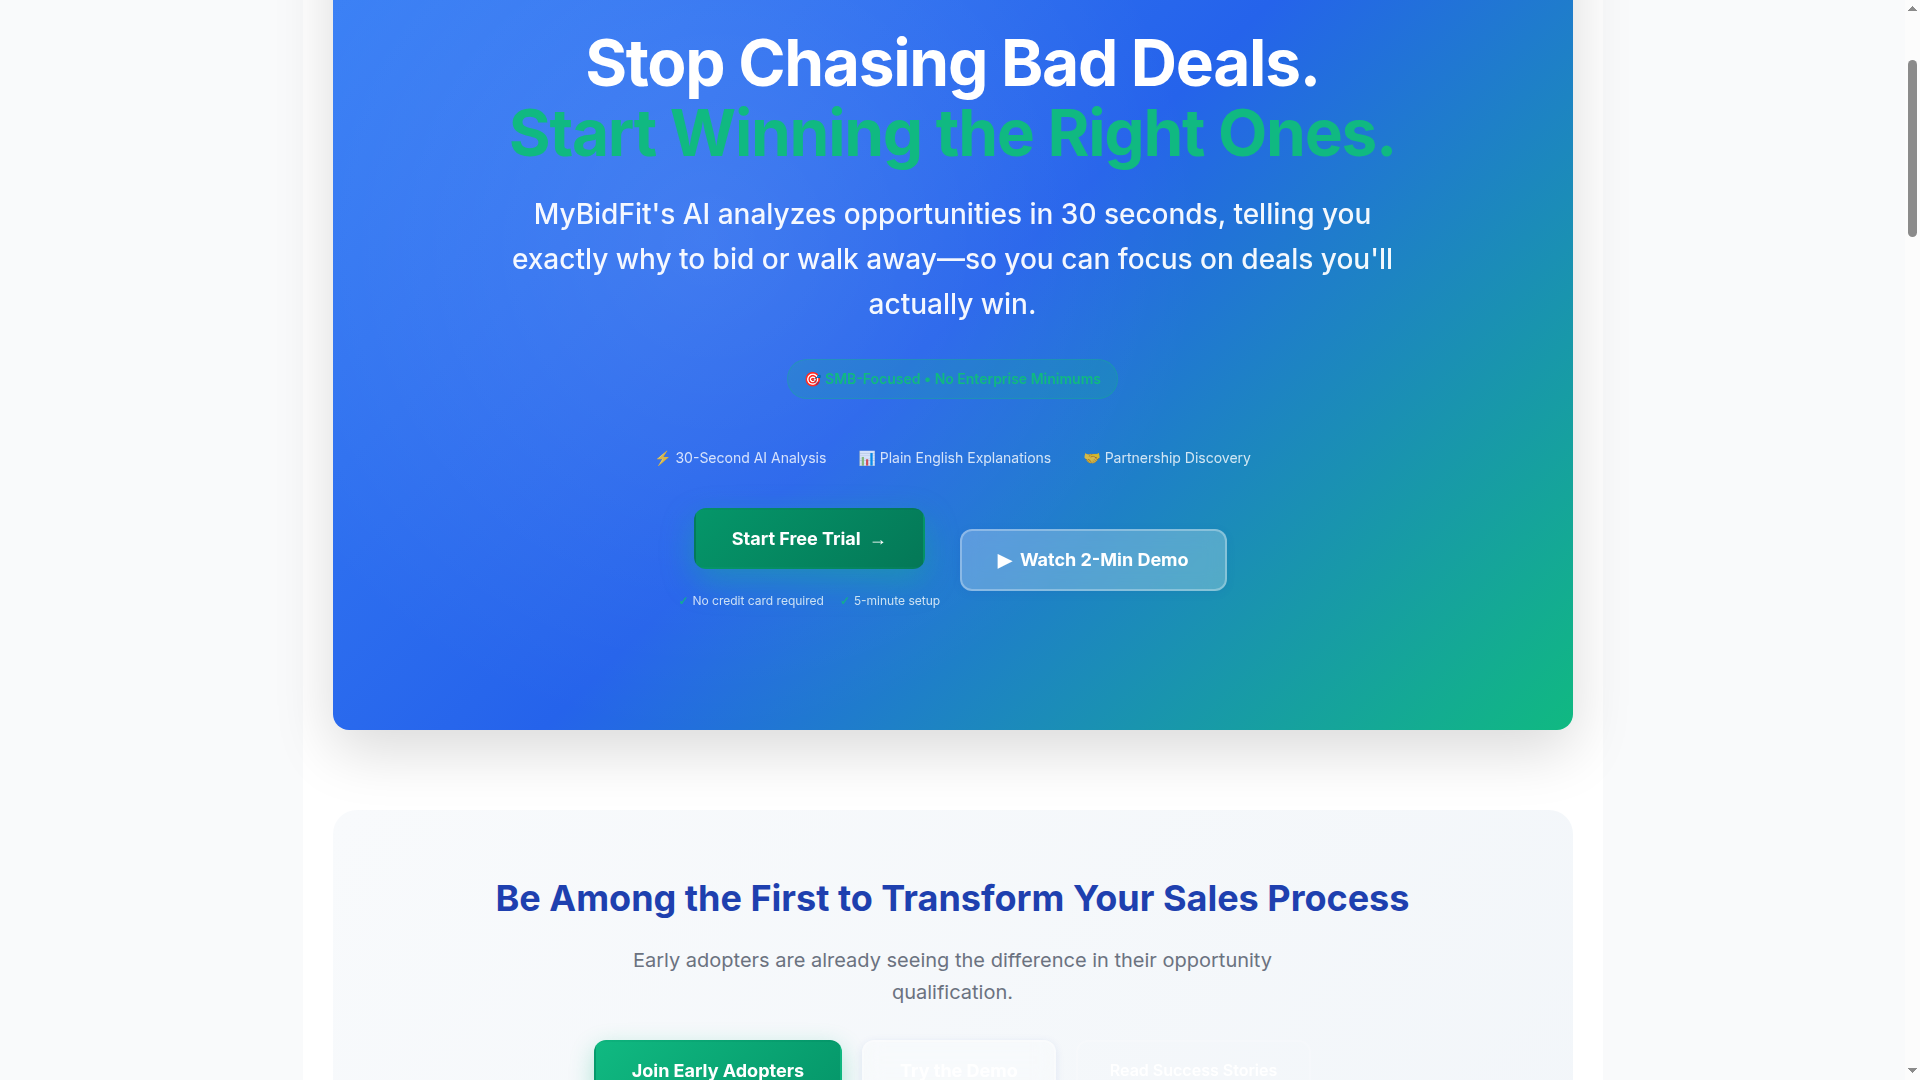 Stop Chasing Bad Deals.
Start Winning the Right Ones.
MyBidFit's AI analyzes opportunities in 30 seconds, telling you
exactly why to bid or walk away—so you can focus on deals you'll
actually win.
🎯 SMB-Focused • No Enterprise Minimums
⚡ 30-Second AI Analysis 📊 Plain English Explanations 🤝 Partnership Discovery
Start Free Trial →
▶ Watch 2-Min Demo
✓ No credit card required ✓ 5-minute setup
Be Among the First to Transform Your Sales Process
Early adopters are already seeing the difference in their opportunity
qualification.
Join Early Adopters Try the Demo Read Success Stories